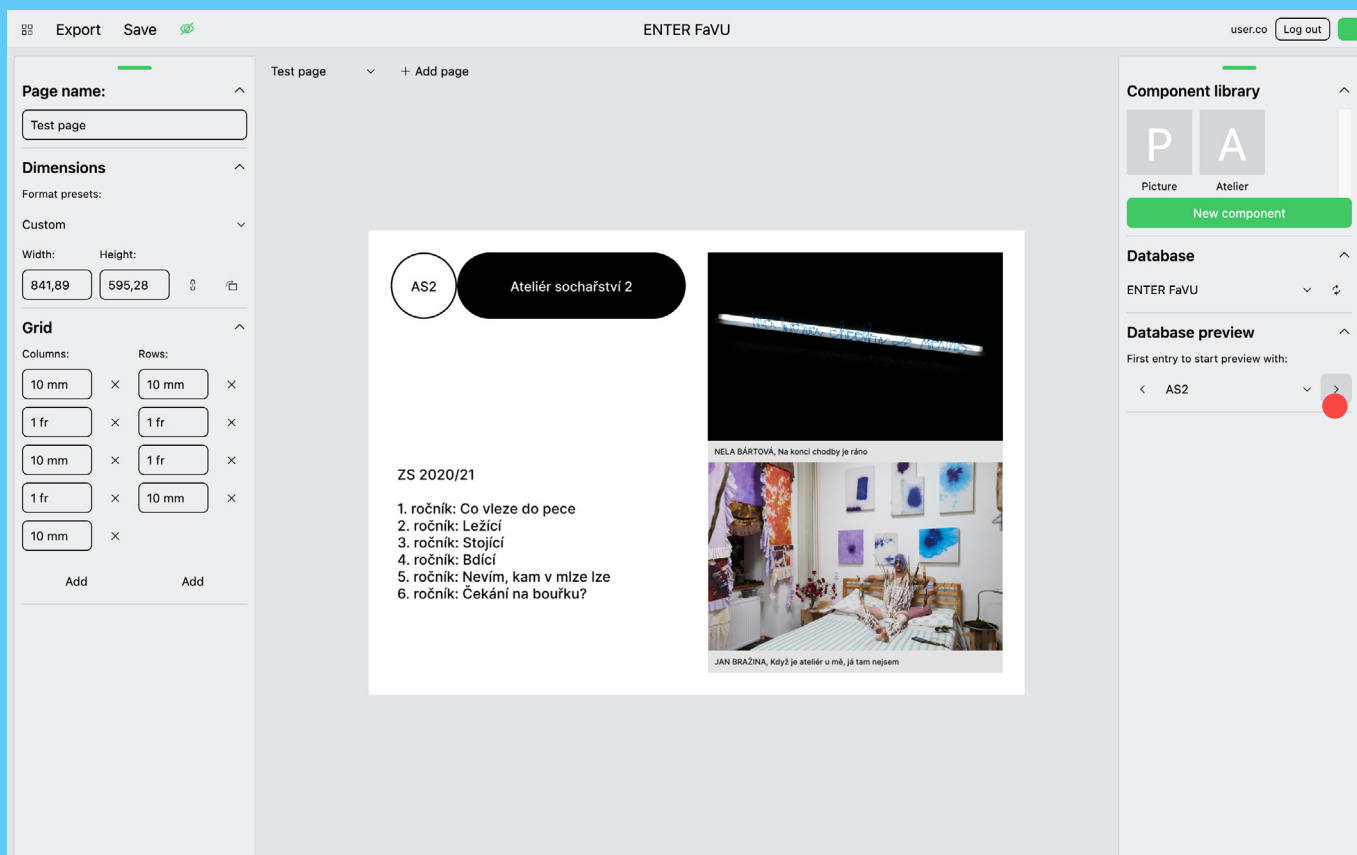 Export Save
ENTER FaVU
user.co Log out
Page name:
Test page
Dimensions
Format presets:
Custom
Width: Height:
841,89 595,28
Grid
Columns: Rows:
10 mm 10 mm
1 fr 1 fr
10 mm 1 fr
1 fr 10 mm
10 mm
Add Add
Test page + Add page
AS2 Ateliér sochařství 2
ZS 2020/21
1. ročník: Co vleze do pece
2. ročník: Ležící
3. ročník: Stojící
4. ročník: Bdící
5. ročník: Nevím, kam v mlze lze
6. ročník: Čekání na bouřku?
NELA BÁRTOVÁ, Na konci chodby je ráno
JAN BRAŽINA, Když je ateliér u mě, já tam nejsem
Component library
P A
Picture Atelier
New component
Database
ENTER FaVU
Database preview
First entry to start preview with:
AS2